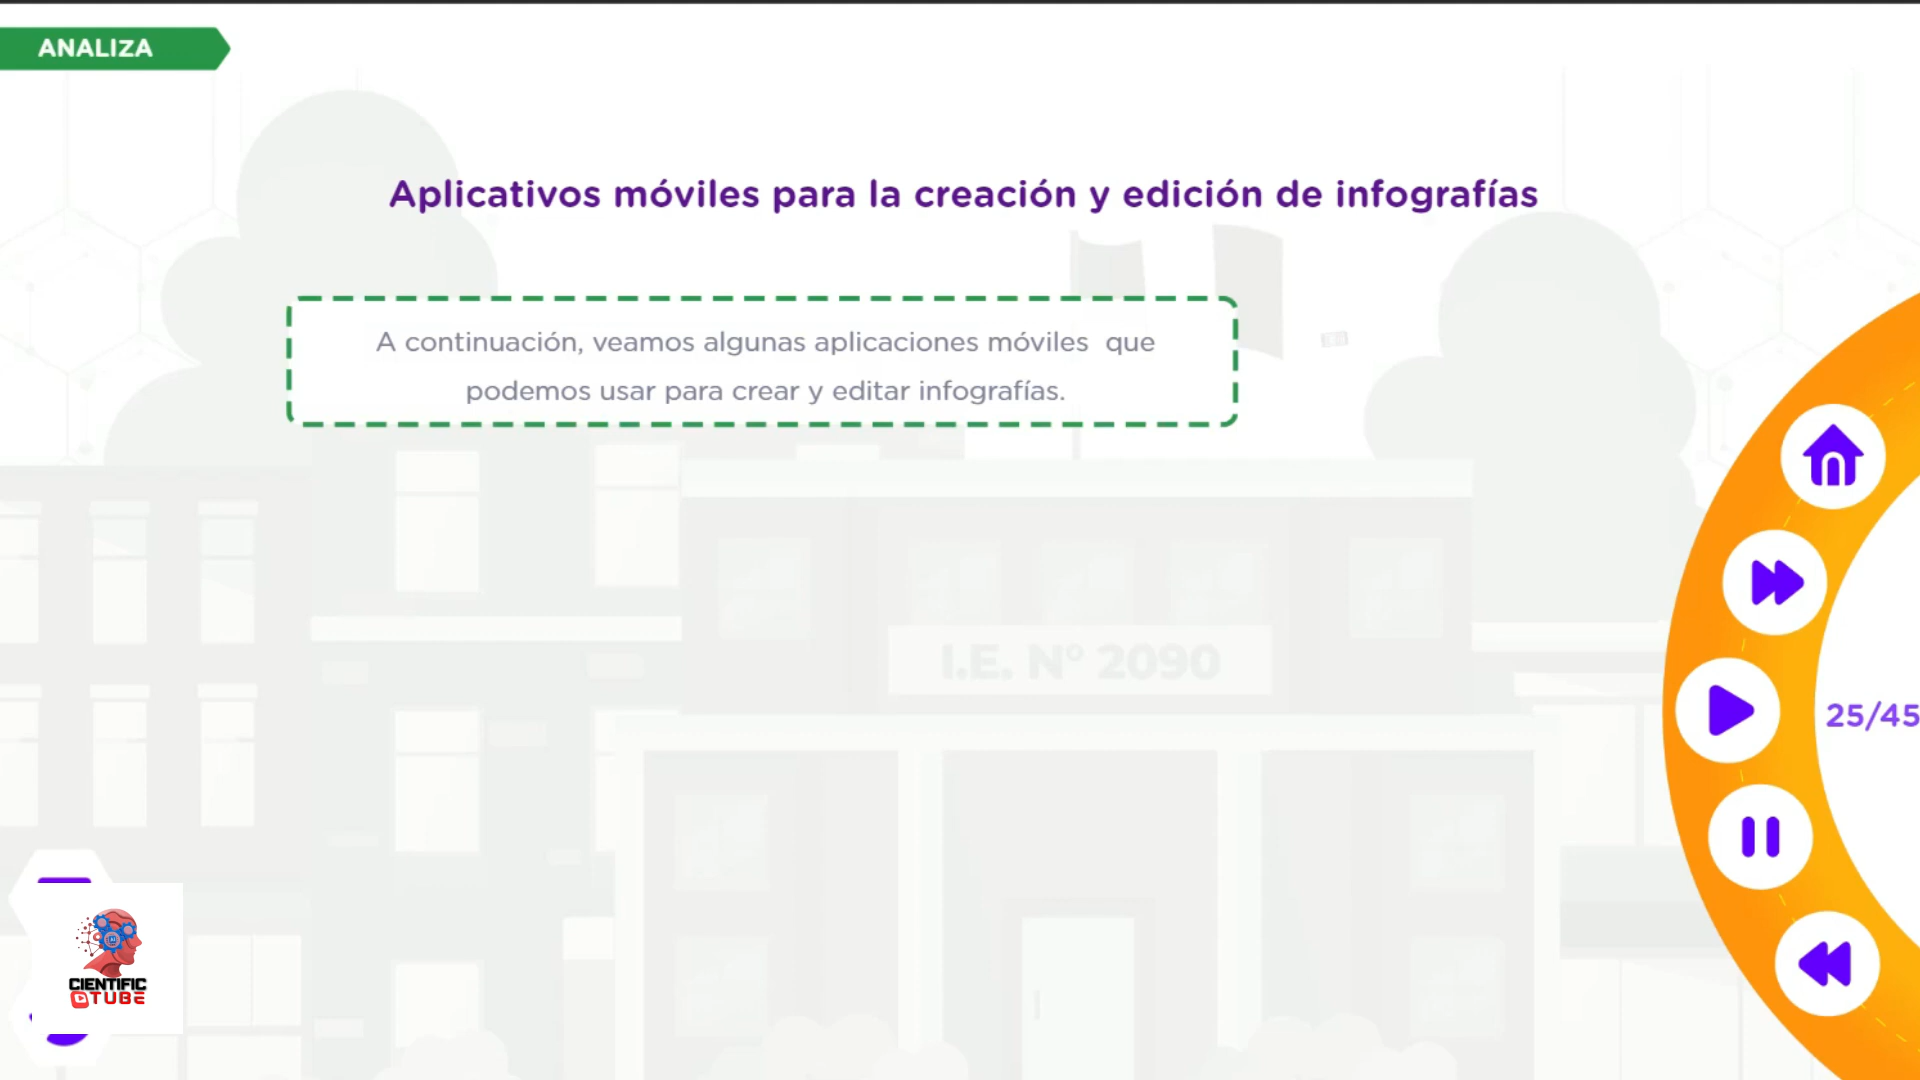 ANALIZA
Aplicativos móviles para la creación y edición de infografías
A continuación, veamos algunas aplicaciones móviles que
podemos usar para crear y editar infografías.
I.E. Nº 2090
25/45
CIENTIFIC
TUBE